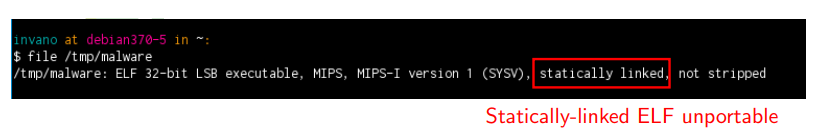 invano at debian370-5 in ~:
$ file /tmp/malware
/tmp/malware: ELF 32-bit LSB executable, MIPS, MIPS-I version 1 (SYSV), statically linked, not stripped
Statically-linked ELF unportable